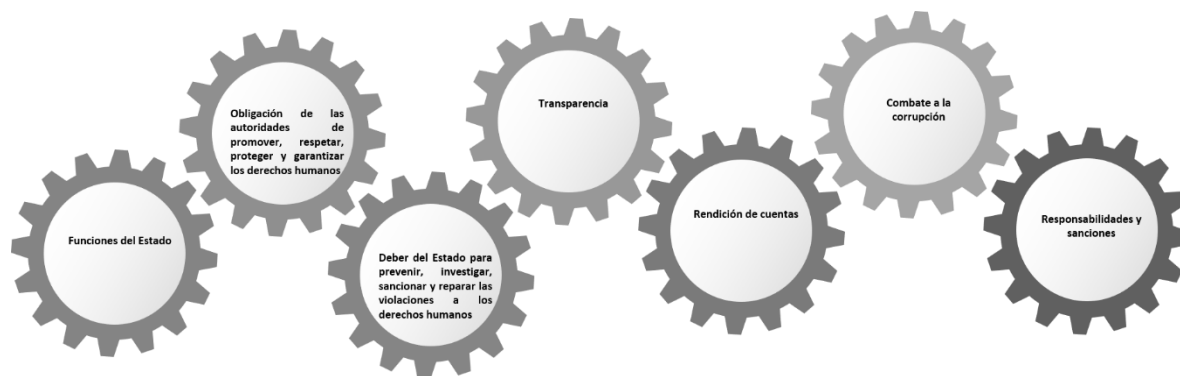 Funciones del Estado
Obligación de las
autoridades de
promover, respetar,
proteger y garantizar
los derechos humanos
Deber del Estado para
prevenir, investigar,
sancionar y reparar las
violaciones a los
derechos humanos
Transparencia
Rendición de cuentas
Combate a la
corrupción
Responsabilidades y
sanciones